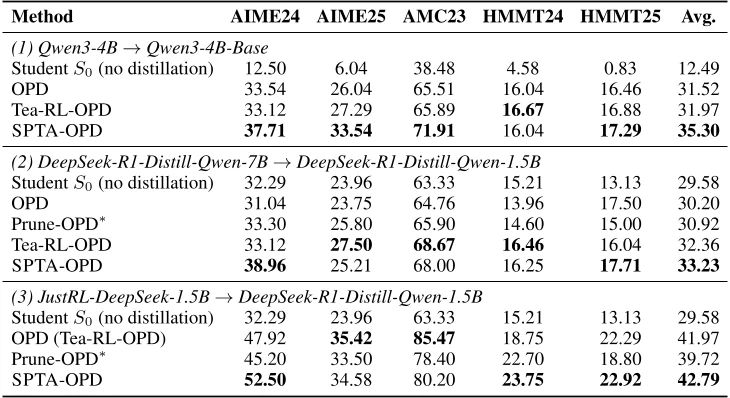 Method AIME24 AIME25 AMC23 HMMT24 HMMT25 Avg.
(1) Qwen3-4B → Qwen3-4B-Base
Student S0 (no distillation) 12.50 6.04 38.48 4.58 0.83 12.49
OPD 33.54 26.04 65.51 16.04 16.46 31.52
Tea-RL-OPD 33.12 27.29 65.89 16.67 16.88 31.97
SPTA-OPD 37.71 33.54 71.91 16.04 17.29 35.30
(2) DeepSeek-R1-Distill-Qwen-7B → DeepSeek-R1-Distill-Qwen-1.5B
Student S0 (no distillation) 32.29 23.96 63.33 15.21 13.13 29.58
OPD 31.04 23.75 64.76 13.96 17.50 30.20
Prune-OPD* 33.30 25.80 65.90 14.60 15.00 30.92
Tea-RL-OPD 33.12 27.50 68.67 16.46 16.04 32.36
SPTA-OPD 38.96 25.21 68.00 16.25 17.71 33.23
(3) JustRL-DeepSeek-1.5B → DeepSeek-R1-Distill-Qwen-1.5B
Student S0 (no distillation) 32.29 23.96 63.33 15.21 13.13 29.58
OPD (Tea-RL-OPD) 47.92 35.42 85.47 18.75 22.29 41.97
Prune-OPD* 45.20 33.50 78.40 22.70 18.80 39.72
SPTA-OPD 52.50 34.58 80.20 23.75 22.92 42.79